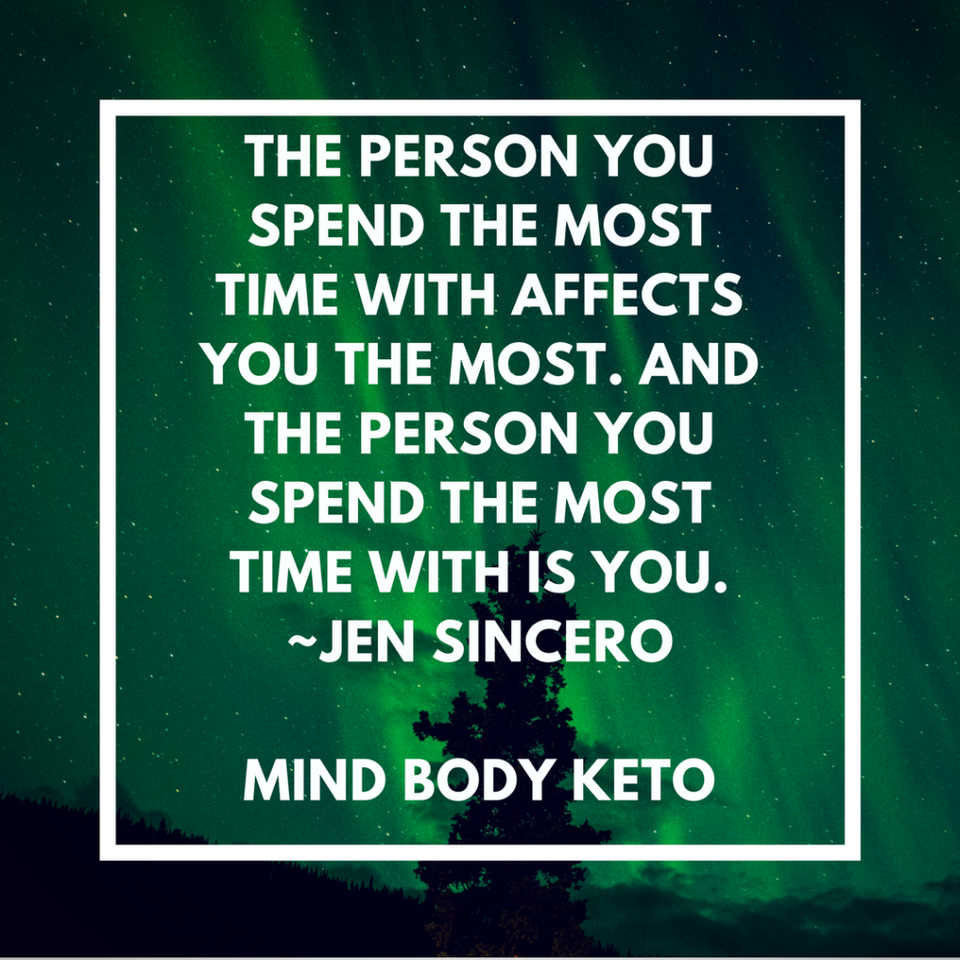 THE PERSON YOU
SPEND THE MOST
TIME WITH AFFECTS
YOU THE MOST. AND
THE PERSON YOU
SPEND THE MOST
TIME WITH IS YOU.
~JEN SINCERO
MIND BODY KETO